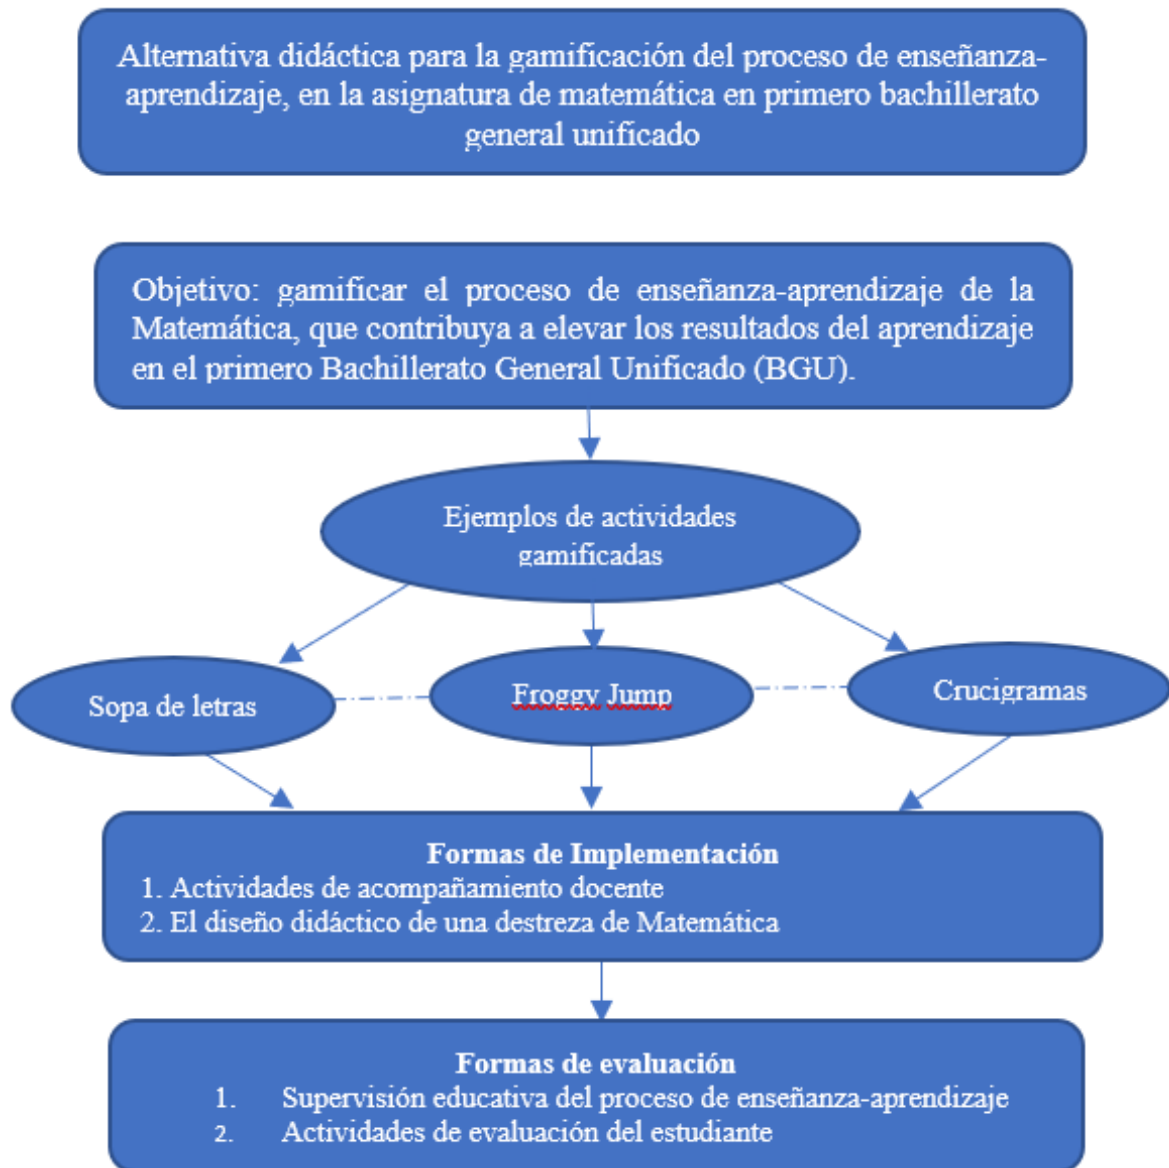 Alternativa didáctica para la gamificación del proceso de enseñanza-
aprendizaje, en la asignatura de matemática en primero bachillerato
general unificado
Objetivo: gamificar el proceso de enseñanza-aprendizaje de la
Matemática, que contribuya a elevar los resultados del aprendizaje
en el primero Bachillerato General Unificado (BGU).
Ejemplos de actividades
gamificadas
Sopa de letras
Froggy Jump
Crucigramas
Formas de Implementación
1. Actividades de acompañamiento docente
2. El diseño didáctico de una destreza de Matemática
Formas de evaluación
1. Supervisión educativa del proceso de enseñanza-aprendizaje
2. Actividades de evaluación del estudiante